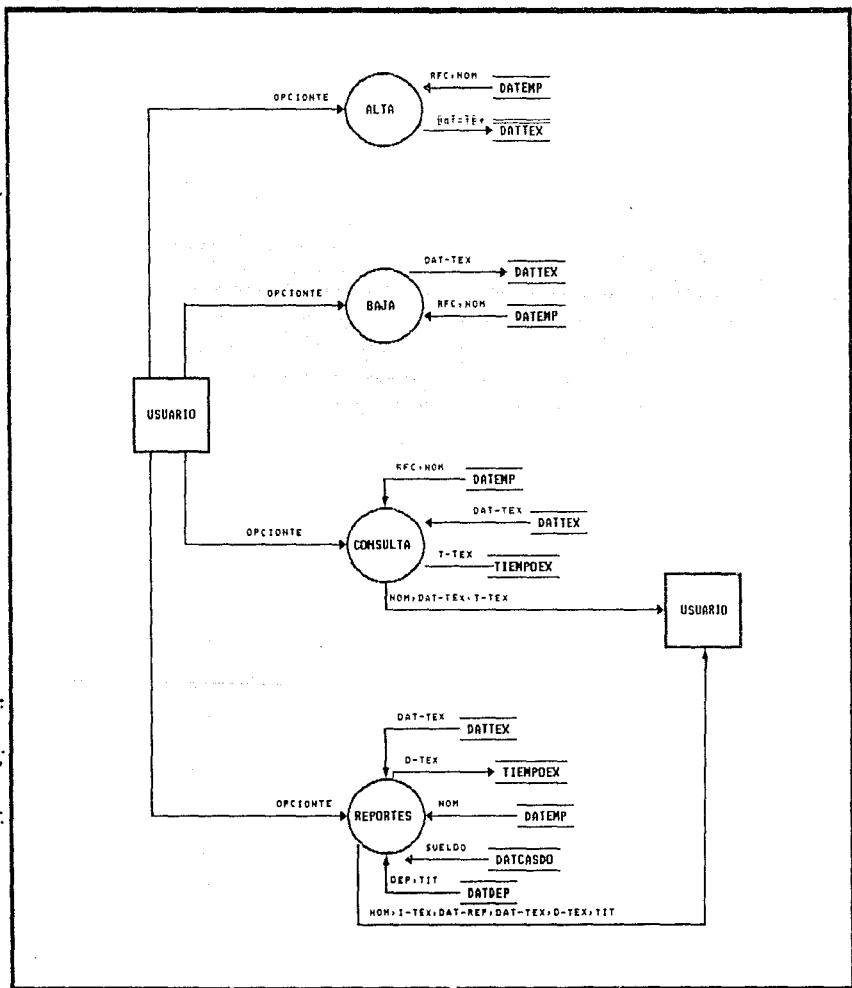 RFC,NOM
DATEMP
OPCIONTE
ALTA
DATTEX
DAT-TEX
DATTEX
OPCIONTE
BAJA
RFC,NOM
DATEMP
USUARIO
RFC,NOM
DATEMP
DAT-TEX
DATTEX
OPCIONTE
CONSULTA
T-TEX
TIEMPOEX
NOM,DAT-TEX,T-TEX
USUARIO
DAT-TEX
DATTEX
D-TEX
TIEMPOEX
OPCIONTE
REPORTES
NOM
DATEMP
SUELDO
DATCASDO
DEP,TIT
DATDEP
NOM,I-TEX,DAT-REP,DAT-TEX,D-TEX,TIT